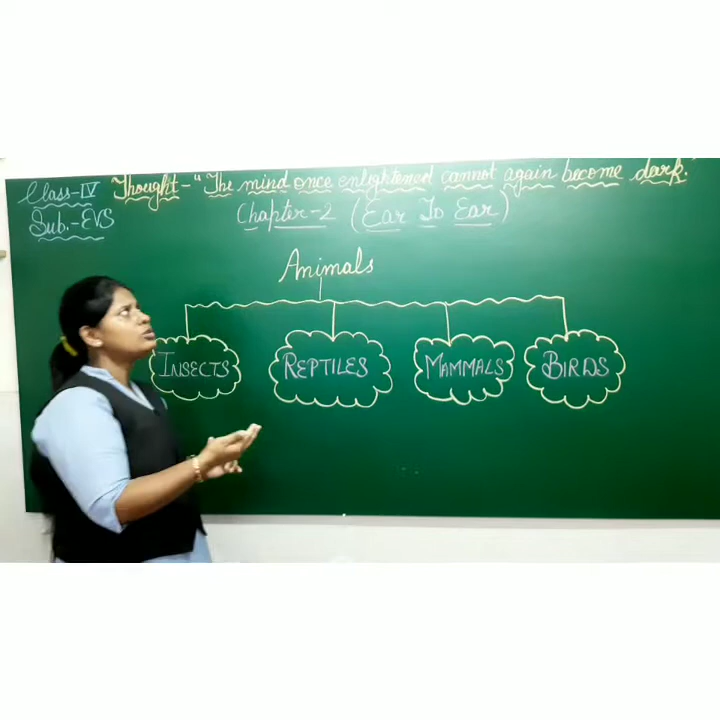 Class-IV Thought-"The mind once enlightened cannot again become dark."
Sub.-EVS Chapter-2 (Ear To Ear)
Animals
INSECTS REPTILES MAMMALS BIRDS